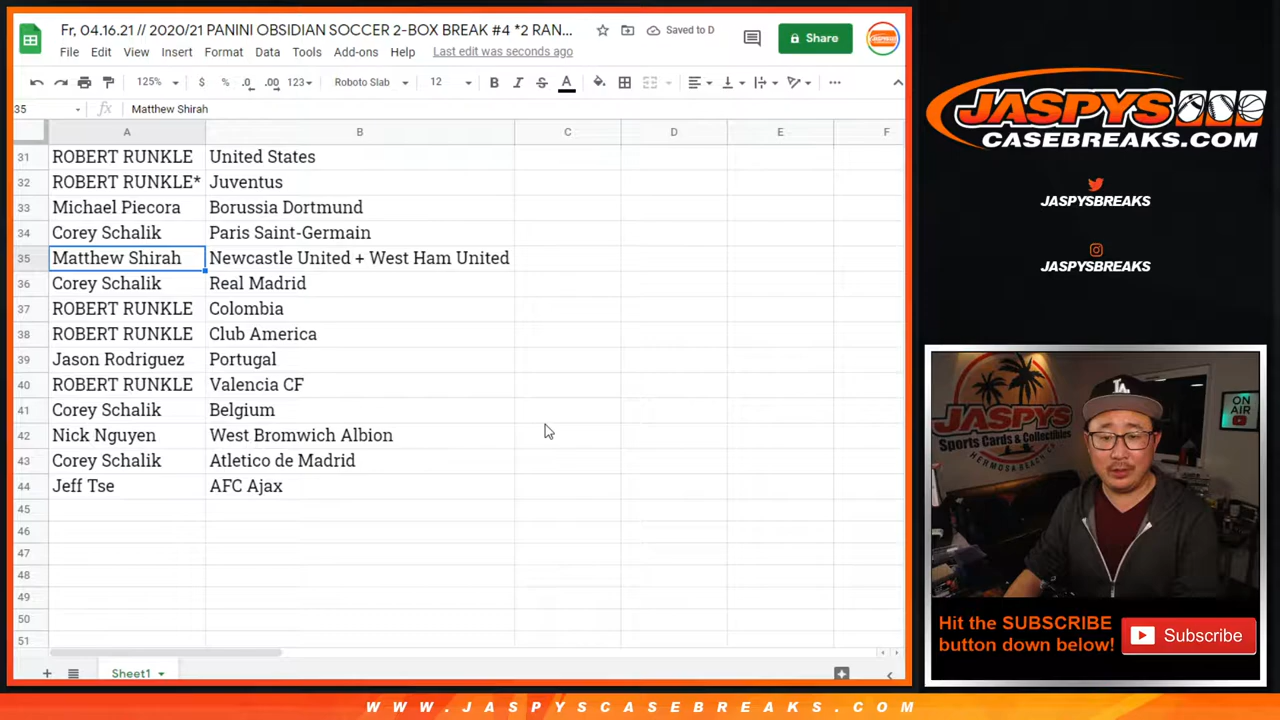 Fr, 04.16.21 // 2020/21 PANINI OBSIDIAN SOCCER 2-BOX BREAK #4 *2 RAN...
Saved to D
Share
File Edit View Insert Format Data Tools Add-ons Help Last edit was seconds ago
125% $ % .0 .00 123 Roboto Slab 12 B I S A
35 fx Matthew Shirah
A B C D E F
31 ROBERT RUNKLE United States
32 ROBERT RUNKLE* Juventus
33 Michael Piecora Borussia Dortmund
34 Corey Schalik Paris Saint-Germain
35 Matthew Shirah Newcastle United + West Ham United
36 Corey Schalik Real Madrid
37 ROBERT RUNKLE Colombia
38 ROBERT RUNKLE Club America
39 Jason Rodriguez Portugal
40 ROBERT RUNKLE Valencia CF
41 Corey Schalik Belgium
42 Nick Nguyen West Bromwich Albion
43 Corey Schalik Atletico de Madrid
44 Jeff Tse AFC Ajax
45
46
47
48
49
50
51
Sheet1
JASPYS
CASEBREAKS.COM
JASPYSBREAKS
JASPYSBREAKS
JASPYS
Sports Cards & Collectibles
HERMOSA BEACH
LA
ON
AIR
Hit the SUBSCRIBE
button down below!
Subscribe
WWW.JASPYSCASEBREAKS.COM